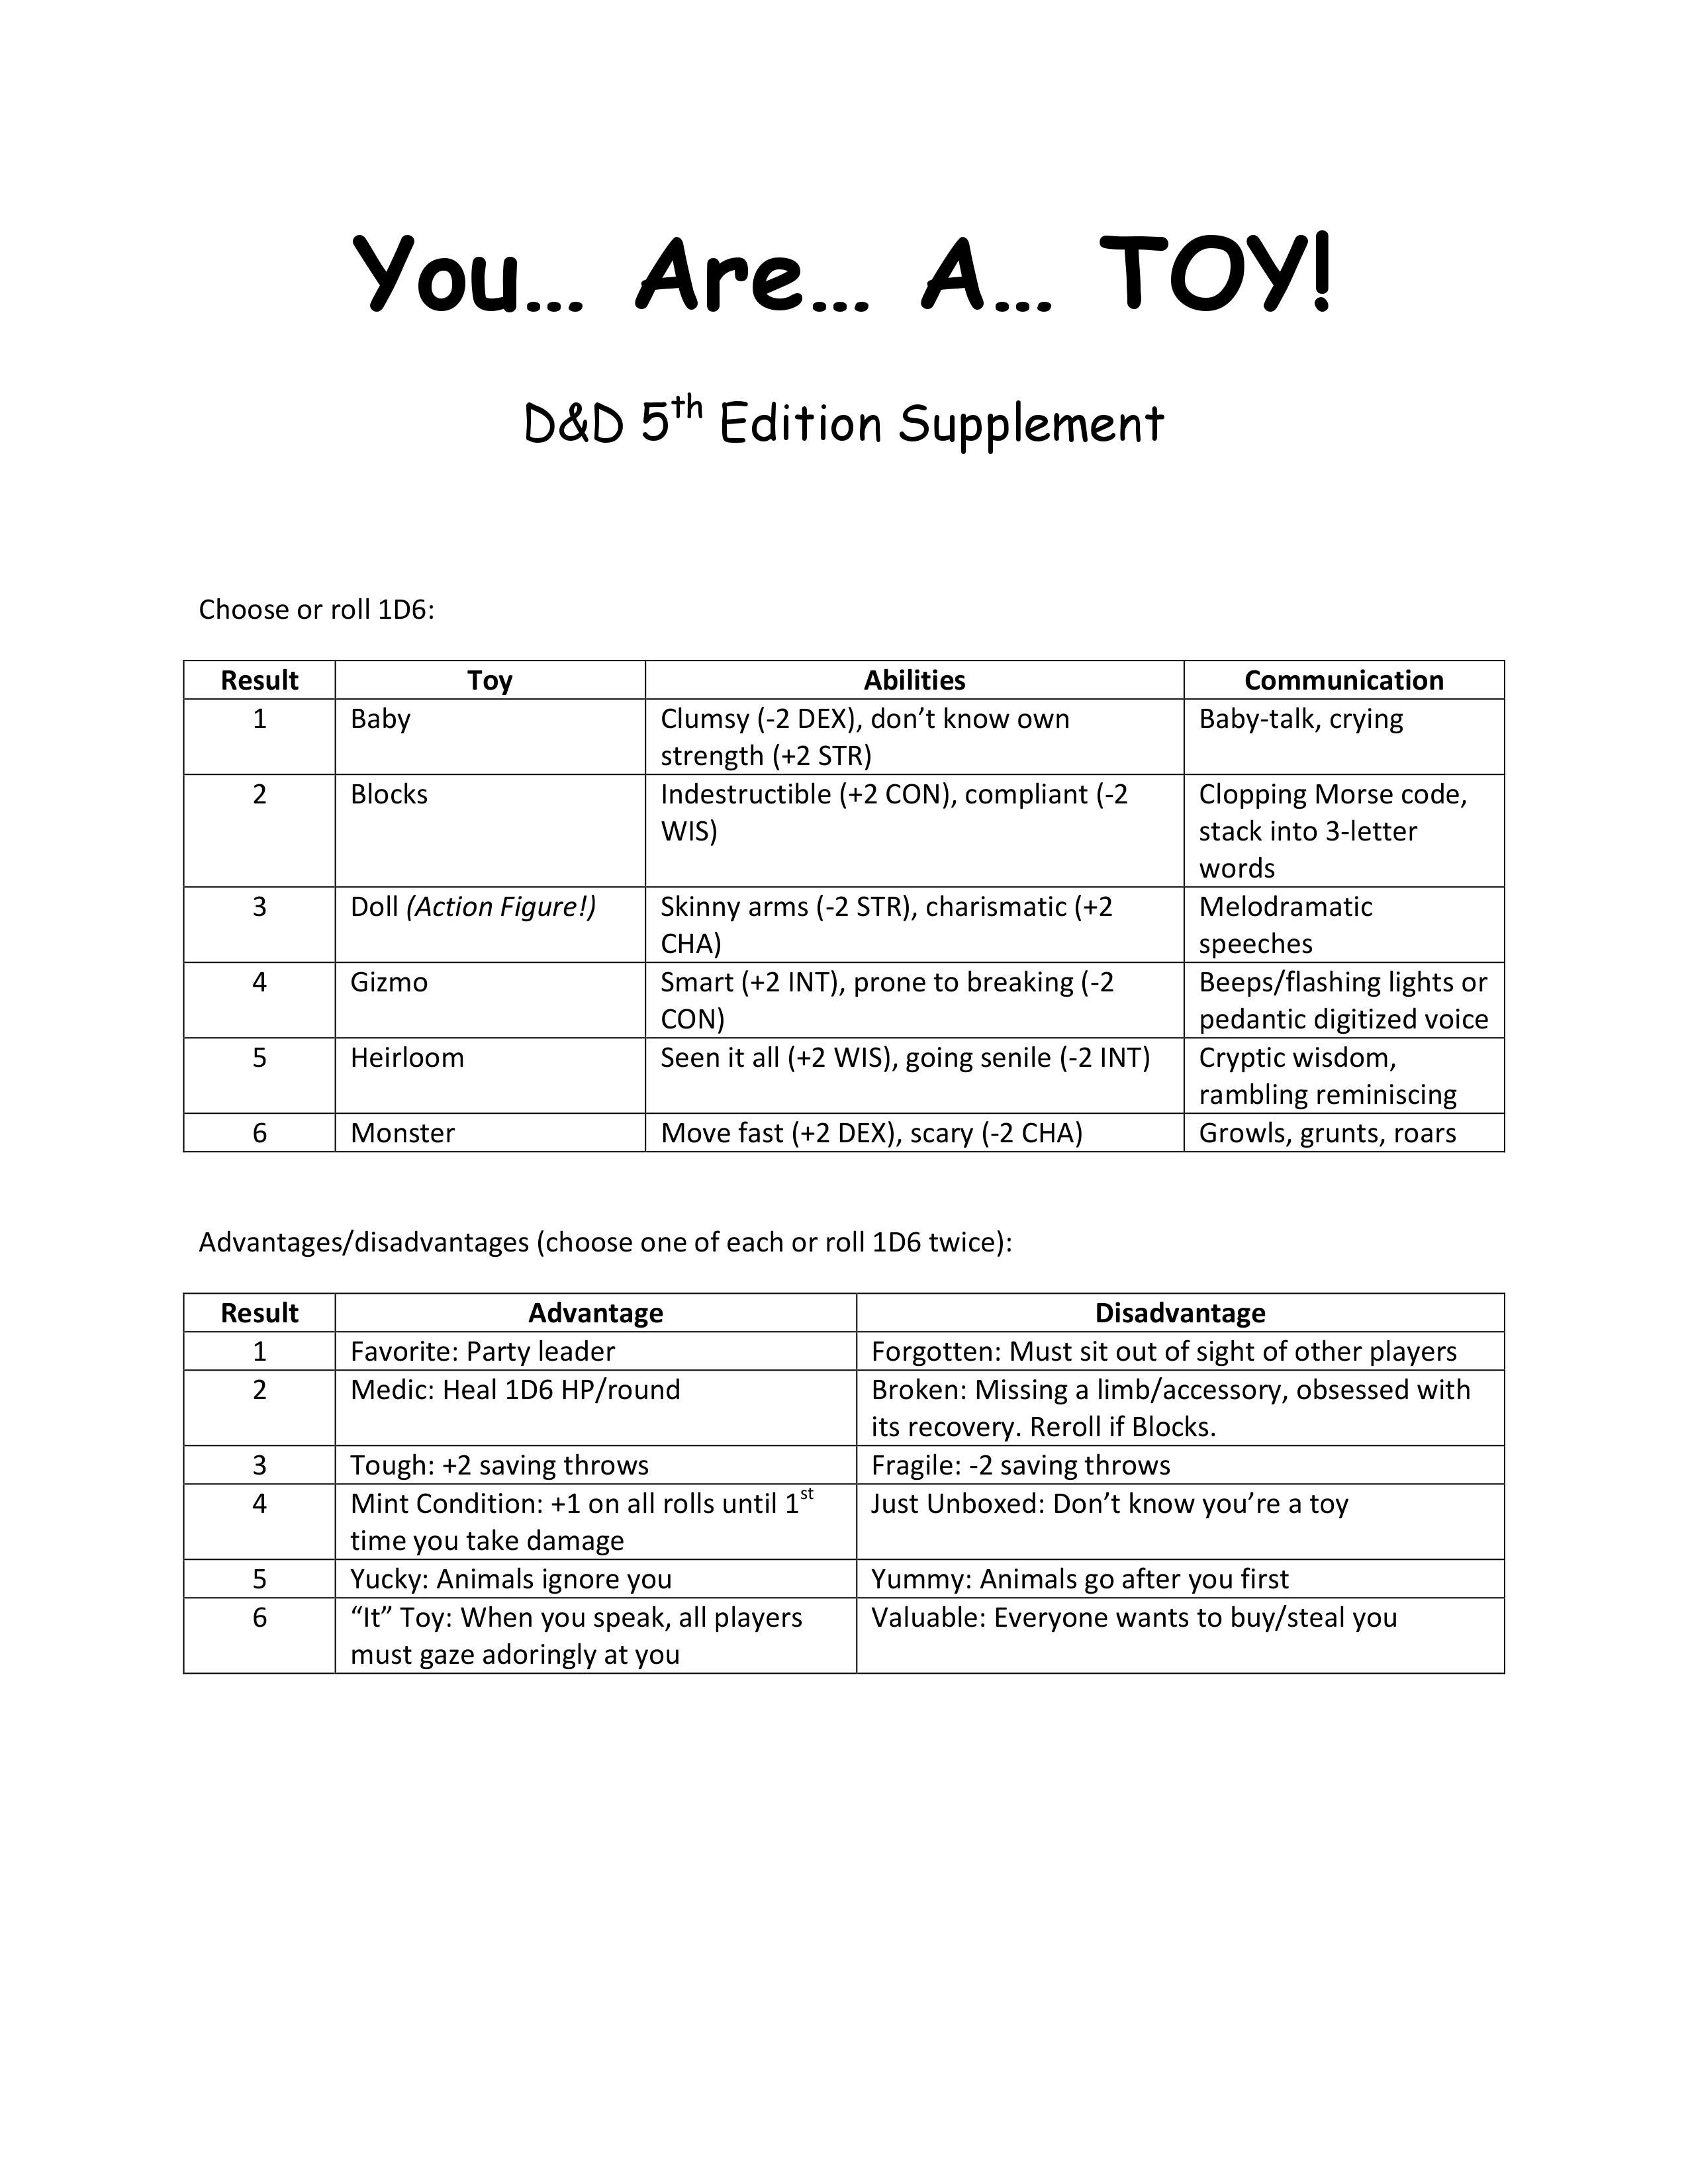 You… Are… A… TOY!
D&D 5th Edition Supplement
Choose or roll 1D6:
Result Toy Abilities Communication
1 Baby Clumsy (-2 DEX), don’t know own Baby-talk, crying
strength (+2 STR)
2 Blocks Indestructible (+2 CON), compliant (-2 Clopping Morse code,
WIS) stack into 3-letter
words
3 Doll (Action Figure!) Skinny arms (-2 STR), charismatic (+2 Melodramatic
CHA) speeches
4 Gizmo Smart (+2 INT), prone to breaking (-2 Beeps/flashing lights or
CON) pedantic digitized voice
5 Heirloom Seen it all (+2 WIS), going senile (-2 INT) Cryptic wisdom,
rambling reminiscing
6 Monster Move fast (+2 DEX), scary (-2 CHA) Growls, grunts, roars
Advantages/disadvantages (choose one of each or roll 1D6 twice):
Result Advantage Disadvantage
1 Favorite: Party leader Forgotten: Must sit out of sight of other players
2 Medic: Heal 1D6 HP/round Broken: Missing a limb/accessory, obsessed with
its recovery. Reroll if Blocks.
3 Tough: +2 saving throws Fragile: -2 saving throws
4 Mint Condition: +1 on all rolls until 1st Just Unboxed: Don’t know you’re a toy
time you take damage
5 Yucky: Animals ignore you Yummy: Animals go after you first
6 “It” Toy: When you speak, all players Valuable: Everyone wants to buy/steal you
must gaze adoringly at you